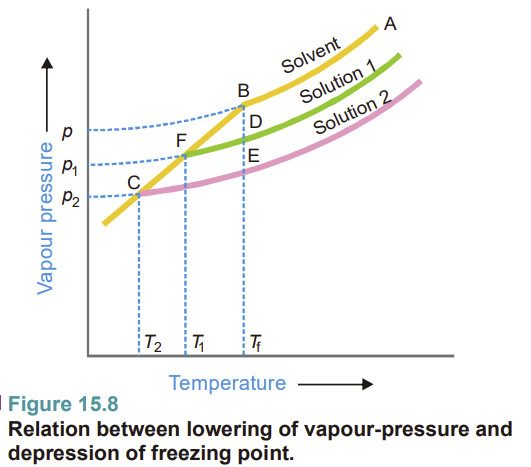 A
Solvent
B
Solution 1
p
D
Solution 2
F
E
p₁
C
p₂
Vapour pressure
T₂
T₁
T_f
Temperature
Figure 15.8
Relation between lowering of vapour-pressure and
depression of freezing point.